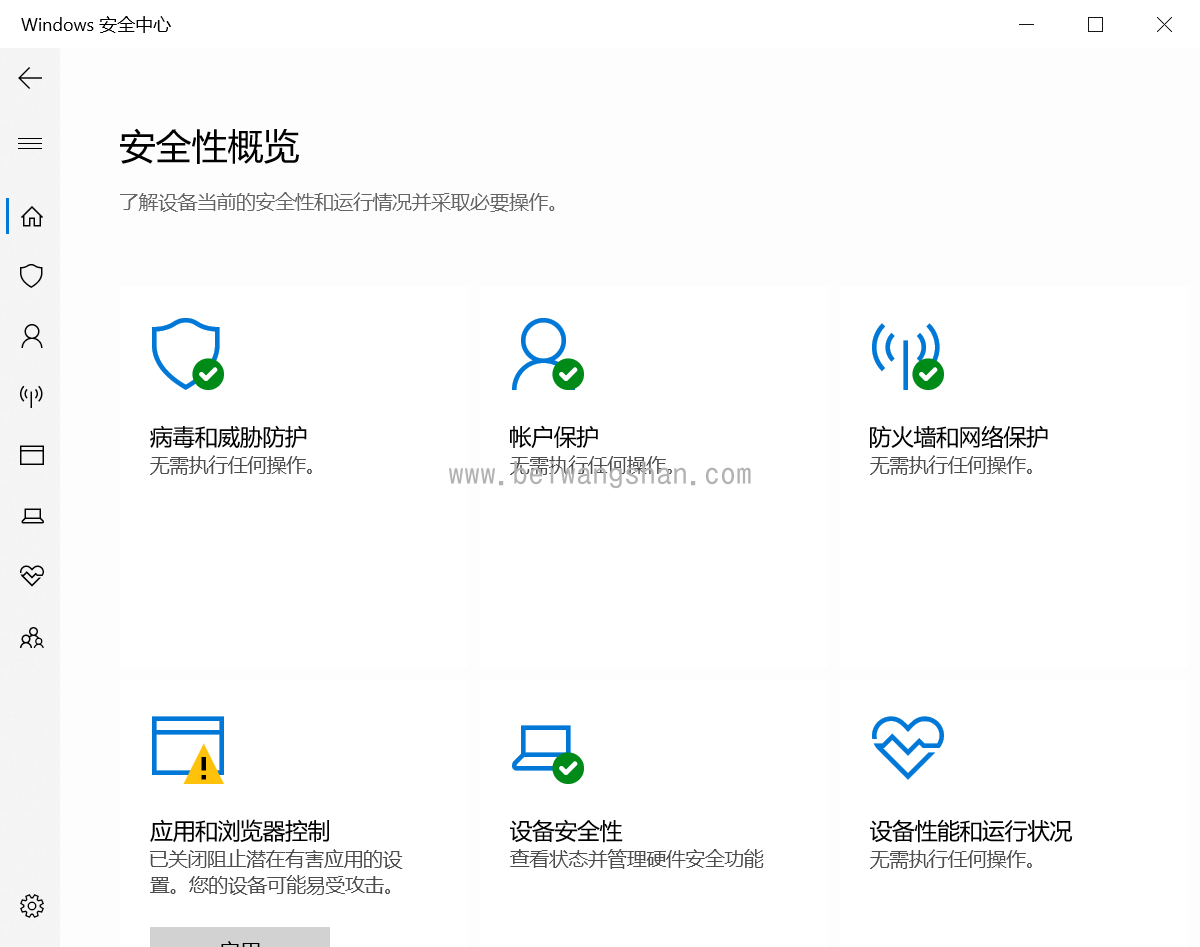 Windows 安全中心
安全性概览
了解设备当前的安全性和运行情况并采取必要操作。
病毒和威胁防护
无需执行任何操作。
帐户保护
无需执行任何操作。
防火墙和网络保护
无需执行任何操作。
www.beiwangshan.com
应用和浏览器控制
已关闭阻止潜在有害应用的设
置。您的设备可能易受攻击。
启用
设备安全性
查看状态并管理硬件安全功能
设备性能和运行状况
无需执行任何操作。